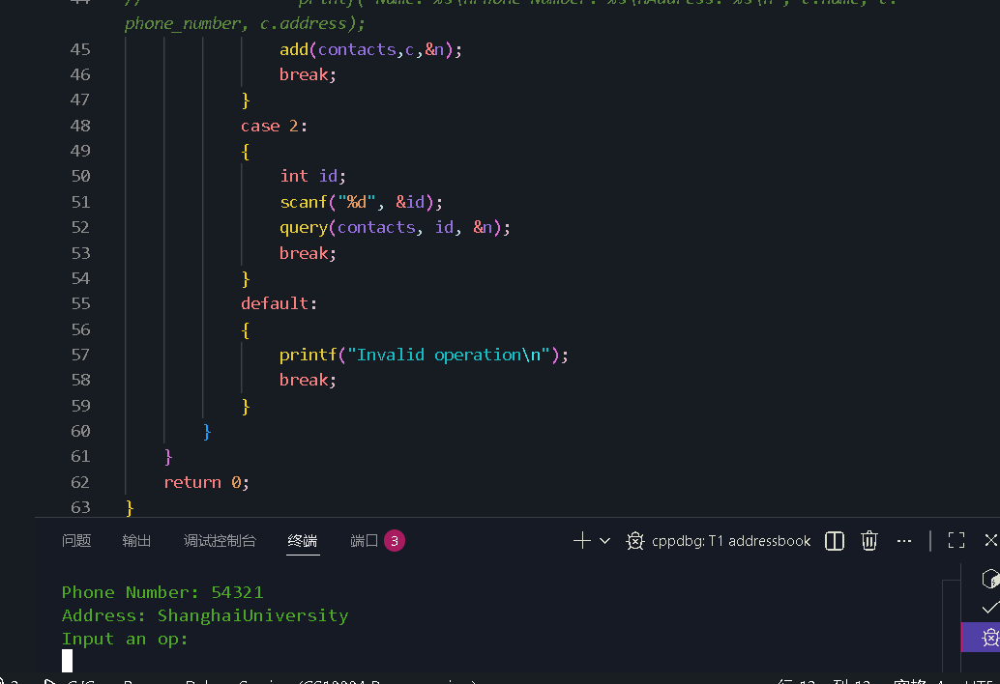 44 // printf("Name: %s\nPhone Number: %s\nAddress: %s\n", c.name, c.
phone_number, c.address);
45 add(contacts,c,&n);
46 break;
47 }
48 case 2:
49 {
50 int id;
51 scanf("%d", &id);
52 query(contacts, id, &n);
53 break;
54 }
55 default:
56 {
57 printf("Invalid operation\n");
58 break;
59 }
60 }
61 }
62 return 0;
63 }
问题 输出 调试控制台 终端 端口 3 cppdbg: T1 addressbook
Phone Number: 54321
Address: ShanghaiUniversity
Input an op: